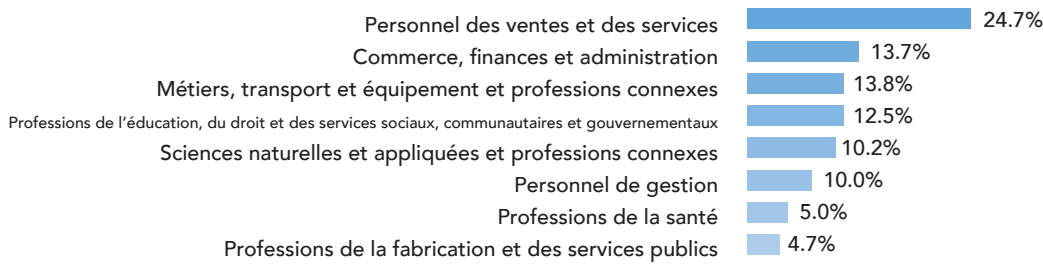 Personnel des ventes et des services 24.7%
Commerce, finances et administration 13.7%
Métiers, transport et équipement et professions connexes 13.8%
Professions de l'éducation, du droit et des services sociaux, communautaires et gouvernementaux 12.5%
Sciences naturelles et appliquées et professions connexes 10.2%
Personnel de gestion 10.0%
Professions de la santé 5.0%
Professions de la fabrication et des services publics 4.7%